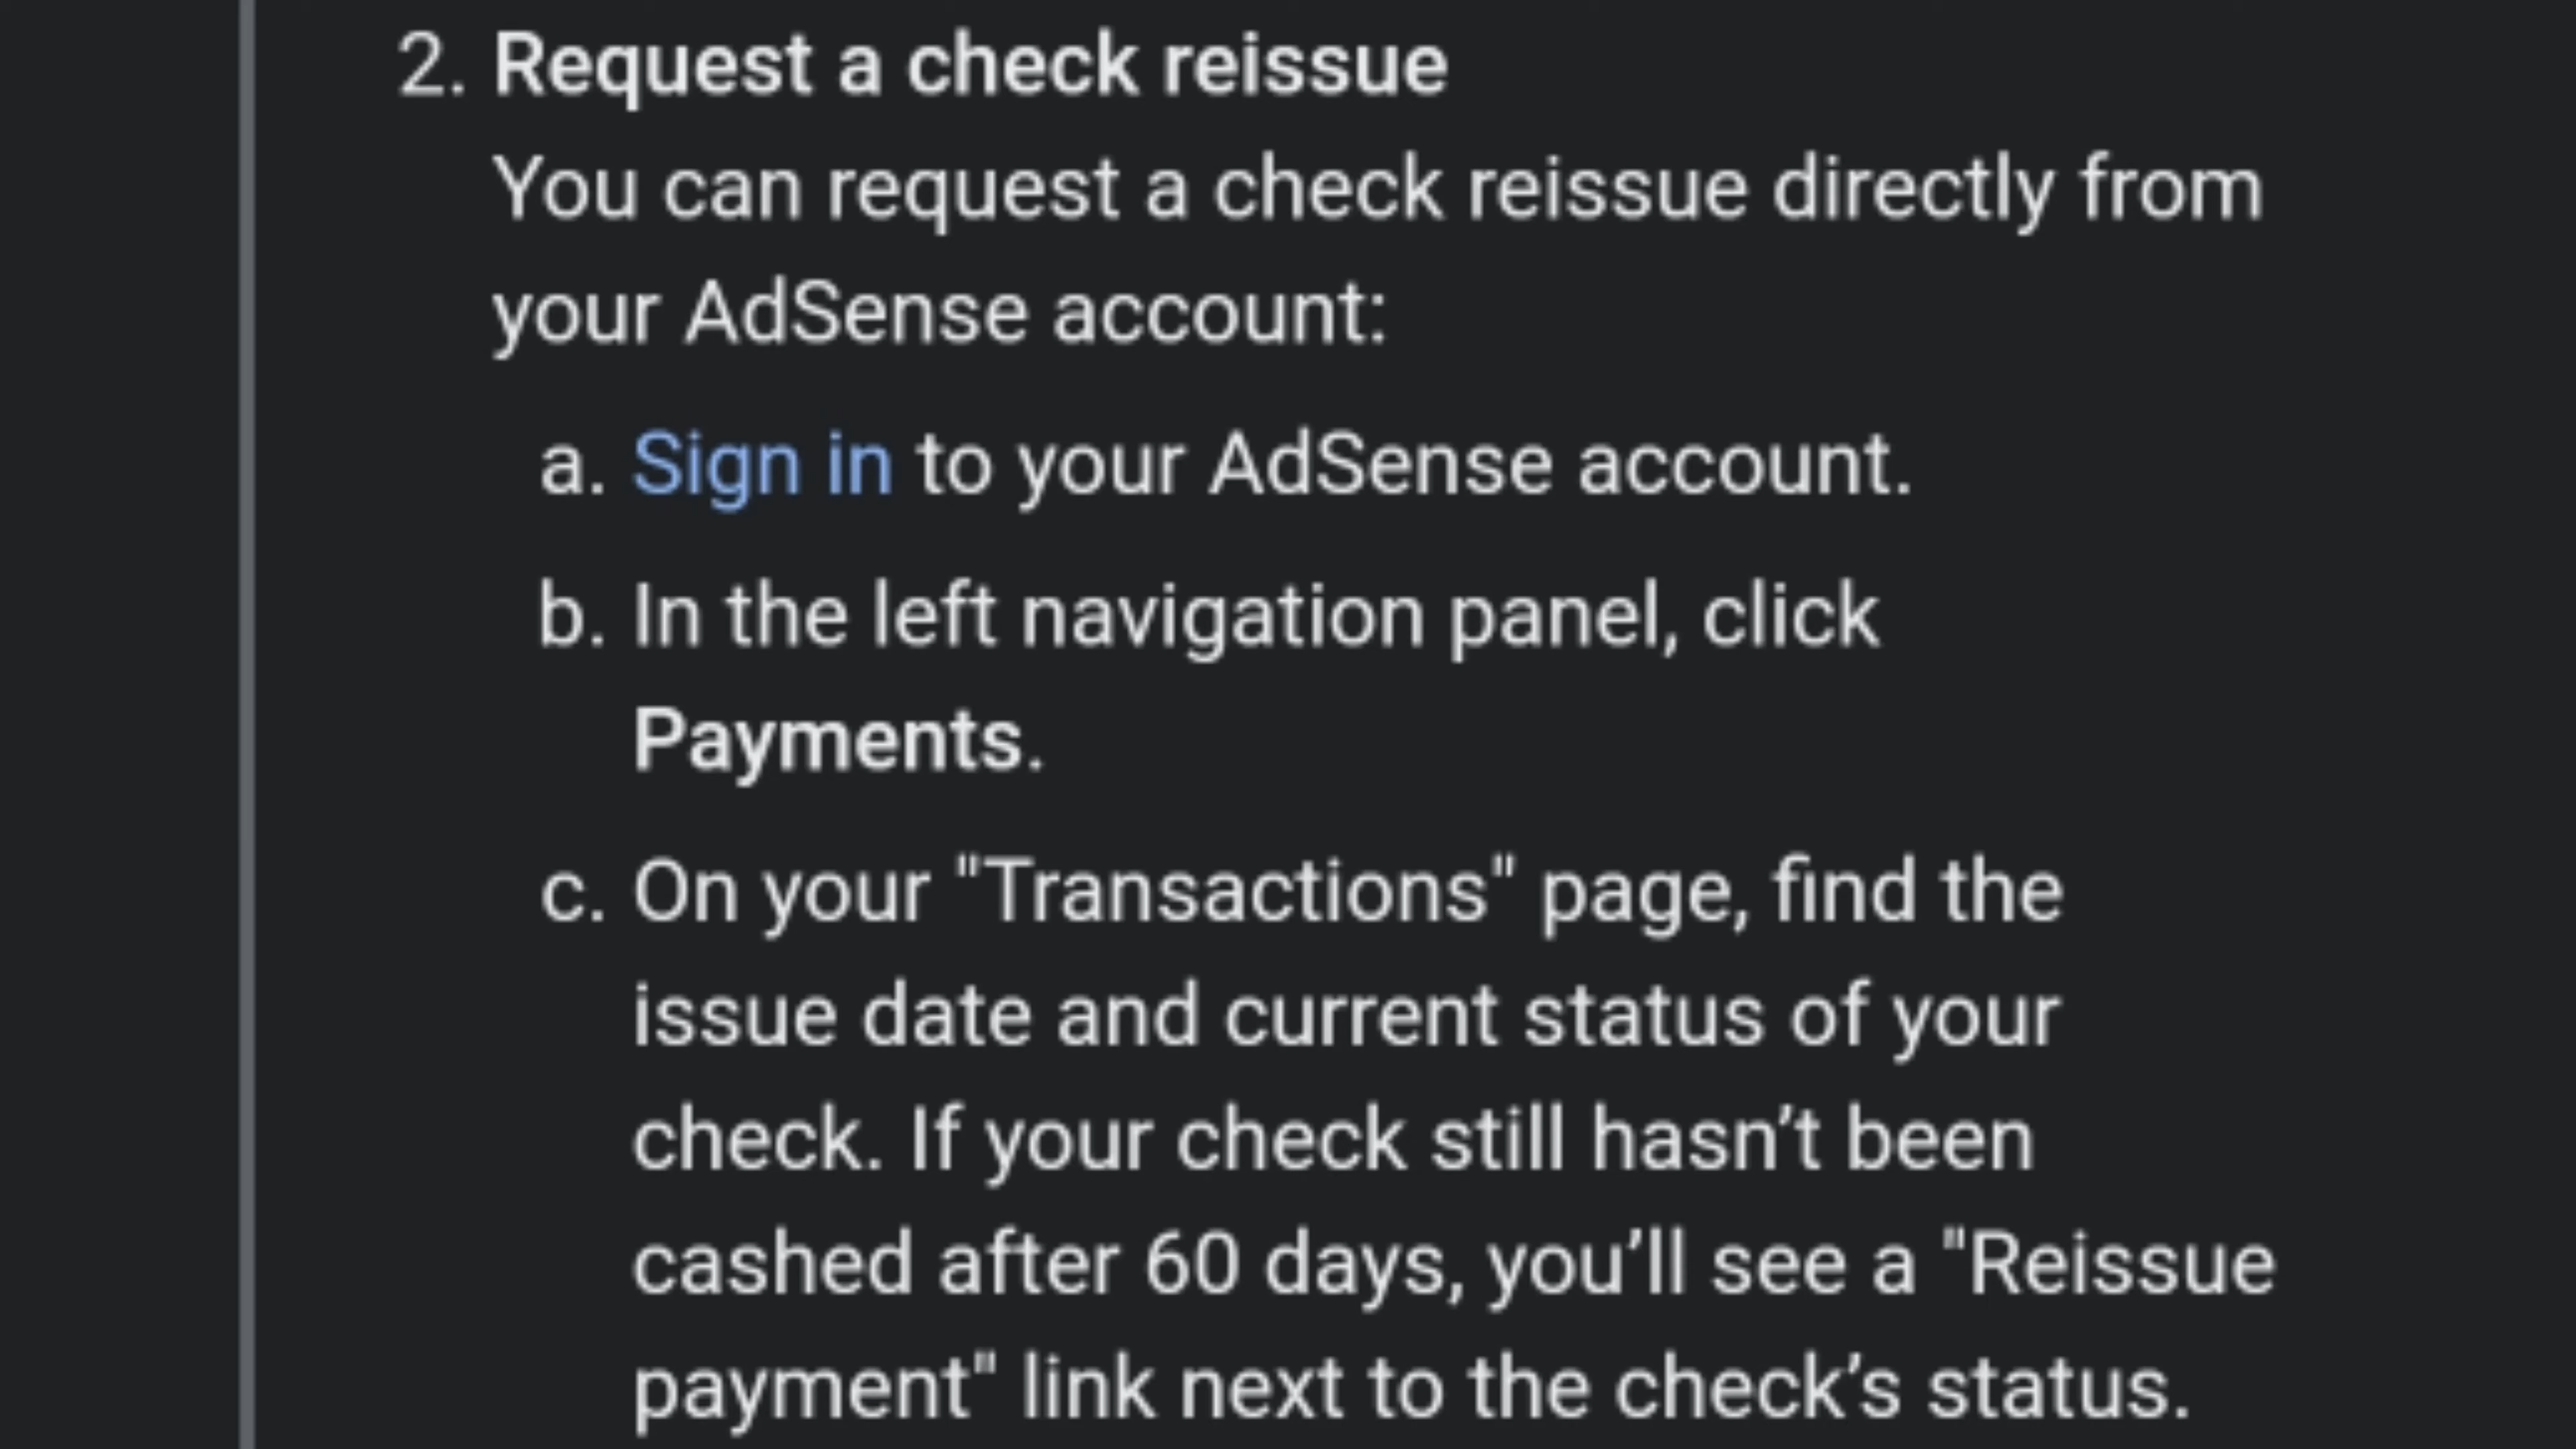 2. Request a check reissue
You can request a check reissue directly from
your AdSense account:
a. Sign in to your AdSense account.
b. In the left navigation panel, click
Payments.
c. On your "Transactions" page, find the
issue date and current status of your
check. If your check still hasn’t been
cashed after 60 days, you’ll see a "Reissue
payment" link next to the check’s status.